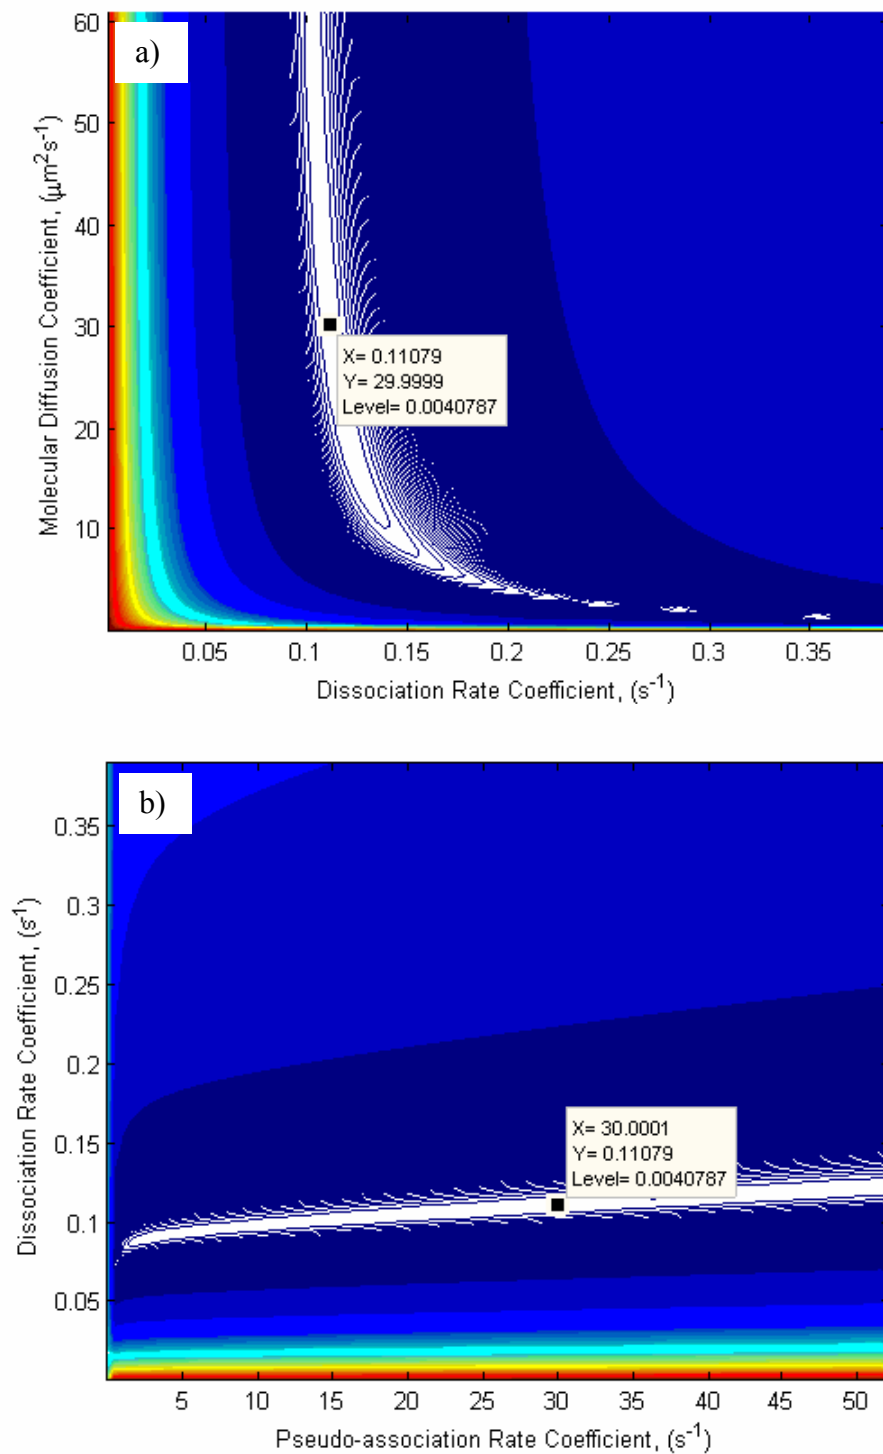 a)
60
50
40
30
20
10
Molecular Diffusion Coefficient, (μm²s⁻¹)
X= 0.11079
Y= 29.9999
Level= 0.0040787
0.05 0.1 0.15 0.2 0.25 0.3 0.35
Dissociation Rate Coefficient, (s⁻¹)
b)
0.35
0.3
0.25
0.2
0.15
0.1
0.05
Dissociation Rate Coefficient, (s⁻¹)
X= 30.0001
Y= 0.11079
Level= 0.0040787
5 10 15 20 25 30 35 40 45 50
Pseudo-association Rate Coefficient, (s⁻¹)